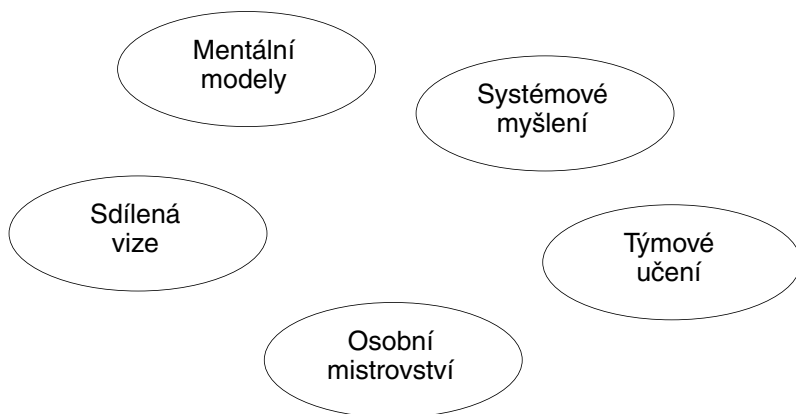 Mentální
modely
Systémové
myšlení
Sdílená
vize
Týmové
učení
Osobní
mistrovství